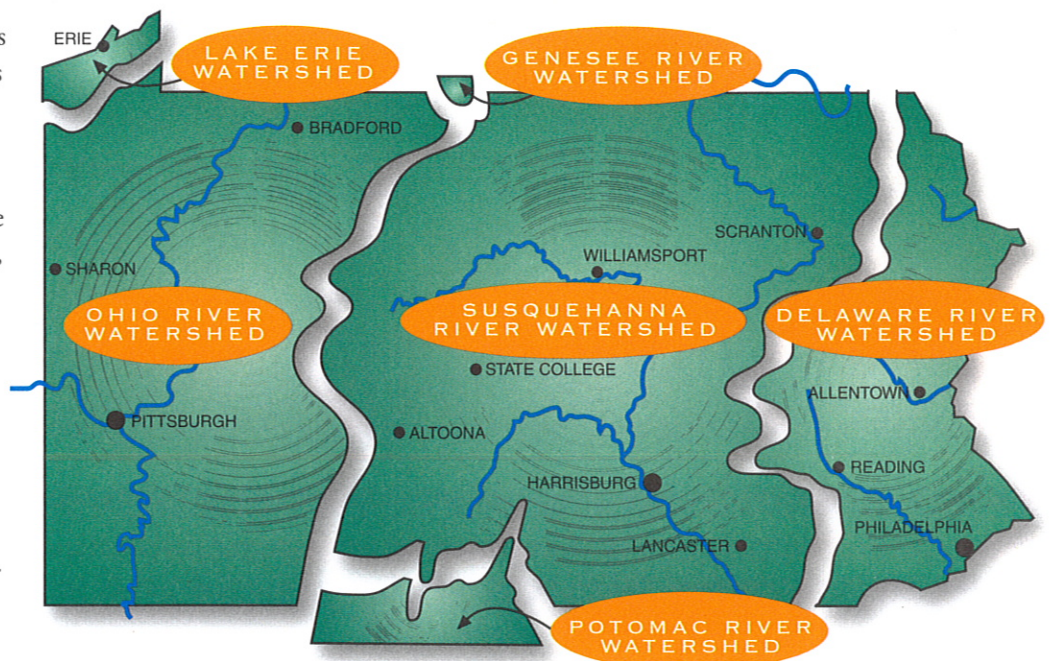 ERIE
LAKE ERIE
WATERSHED
GENESEE RIVER
WATERSHED
BRADFORD
SCRANTON
WILLIAMSPORT
SHARON
OHIO RIVER
WATERSHED
SUSQUEHANNA
RIVER WATERSHED
DELAWARE RIVER
WATERSHED
STATE COLLEGE
ALLENTOWN
PITTSBURGH
ALTOONA
READING
HARRISBURG
PHILADELPHIA
LANCASTER
POTOMAC RIVER
WATERSHED